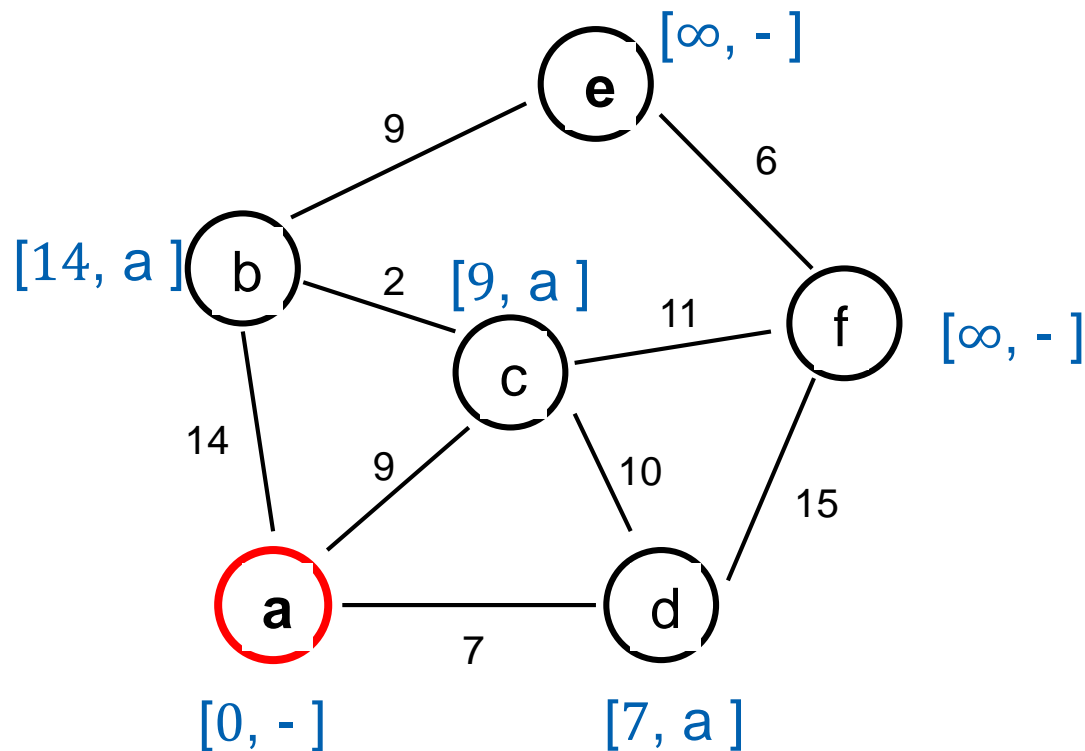 [∞, - ]
e
9
6
[14, a ]
b
2
[9, a ]
11
f
[∞, - ]
c
14
9
10
15
a
d
7
[0, - ]
[7, a ]